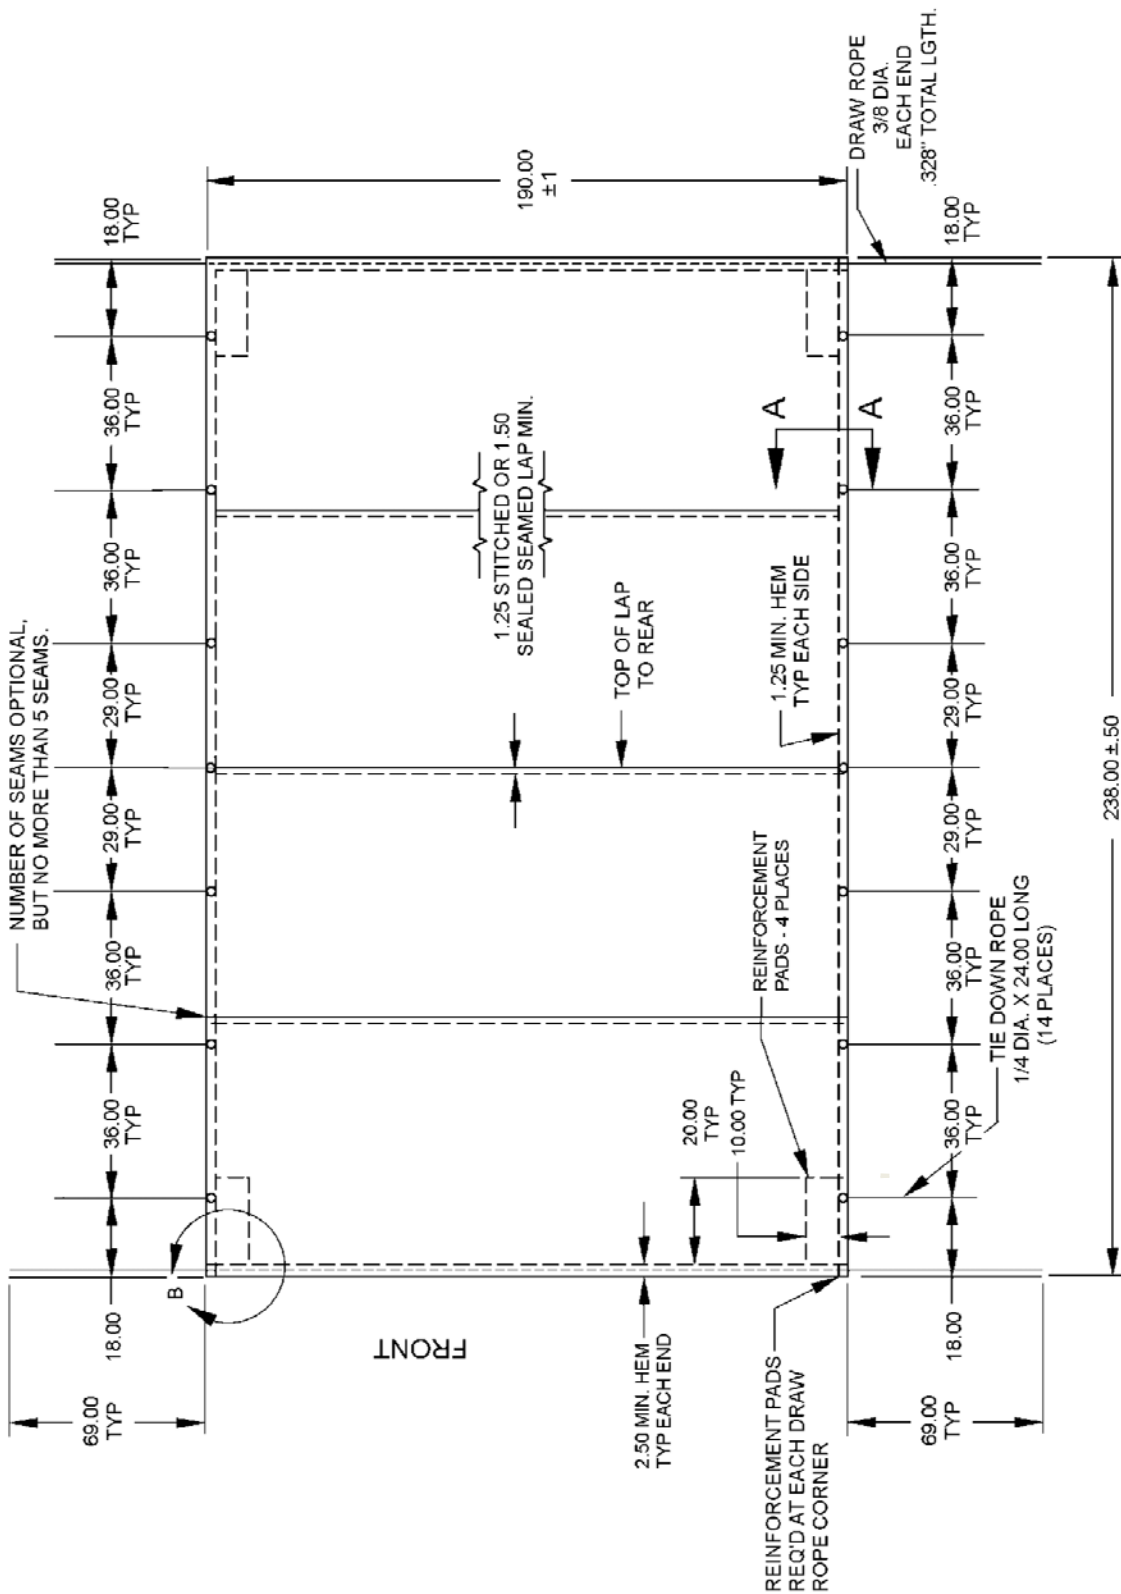 NUMBER OF SEAMS OPTIONAL,
BUT NO MORE THAN 5 SEAMS.
69.00
TYP
18.00
36.00
TYP
36.00
TYP
29.00
TYP
29.00
TYP
36.00
TYP
36.00
TYP
18.00
TYP
B
FRONT
1.25 STITCHED OR 1.50
SEALED SEAMED LAP MIN.
190.00
±1
TOP OF LAP
TO REAR
2.50 MIN. HEM
TYP EACH END
20.00
TYP
10.00 TYP
REINFORCEMENT
PADS - 4 PLACES
1.25 MIN. HEM
TYP EACH SIDE
A
A
REINFORCEMENT PADS
REQ'D AT EACH DRAW
ROPE CORNER
DRAW ROPE
3/8 DIA.
EACH END
.328" TOTAL LGTH.
69.00
TYP
18.00
36.00
TYP
36.00
TYP
29.00
TYP
29.00
TYP
36.00
TYP
36.00
TYP
18.00
TYP
TIE DOWN ROPE
1/4 DIA. X 24.00 LONG
(14 PLACES)
238.00 ±.50